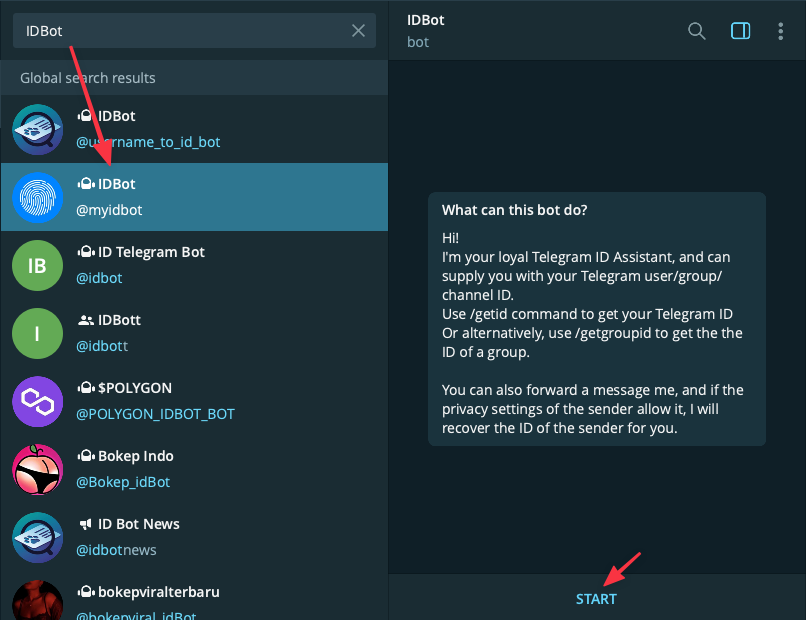 IDBot
Global search results
IDBot
@username_to_id_bot
IDBot
@myidbot
IB
ID Telegram Bot
@idbot
I
IDBott
@idbott
$POLYGON
@POLYGON_IDBOT_BOT
Bokep Indo
@Bokep_idBot
ID Bot News
@idbotnews
bokepviralterbaru
@bokepviral_idBot
IDBot
bot
What can this bot do?
Hi!
I'm your loyal Telegram ID Assistant, and can
supply you with your Telegram user/group/
channel ID.
Use /getid command to get your Telegram ID
Or alternatively, use /getgroupid to get the the
ID of a group.
You can also forward a message me, and if the
privacy settings of the sender allow it, I will
recover the ID of the sender for you.
START